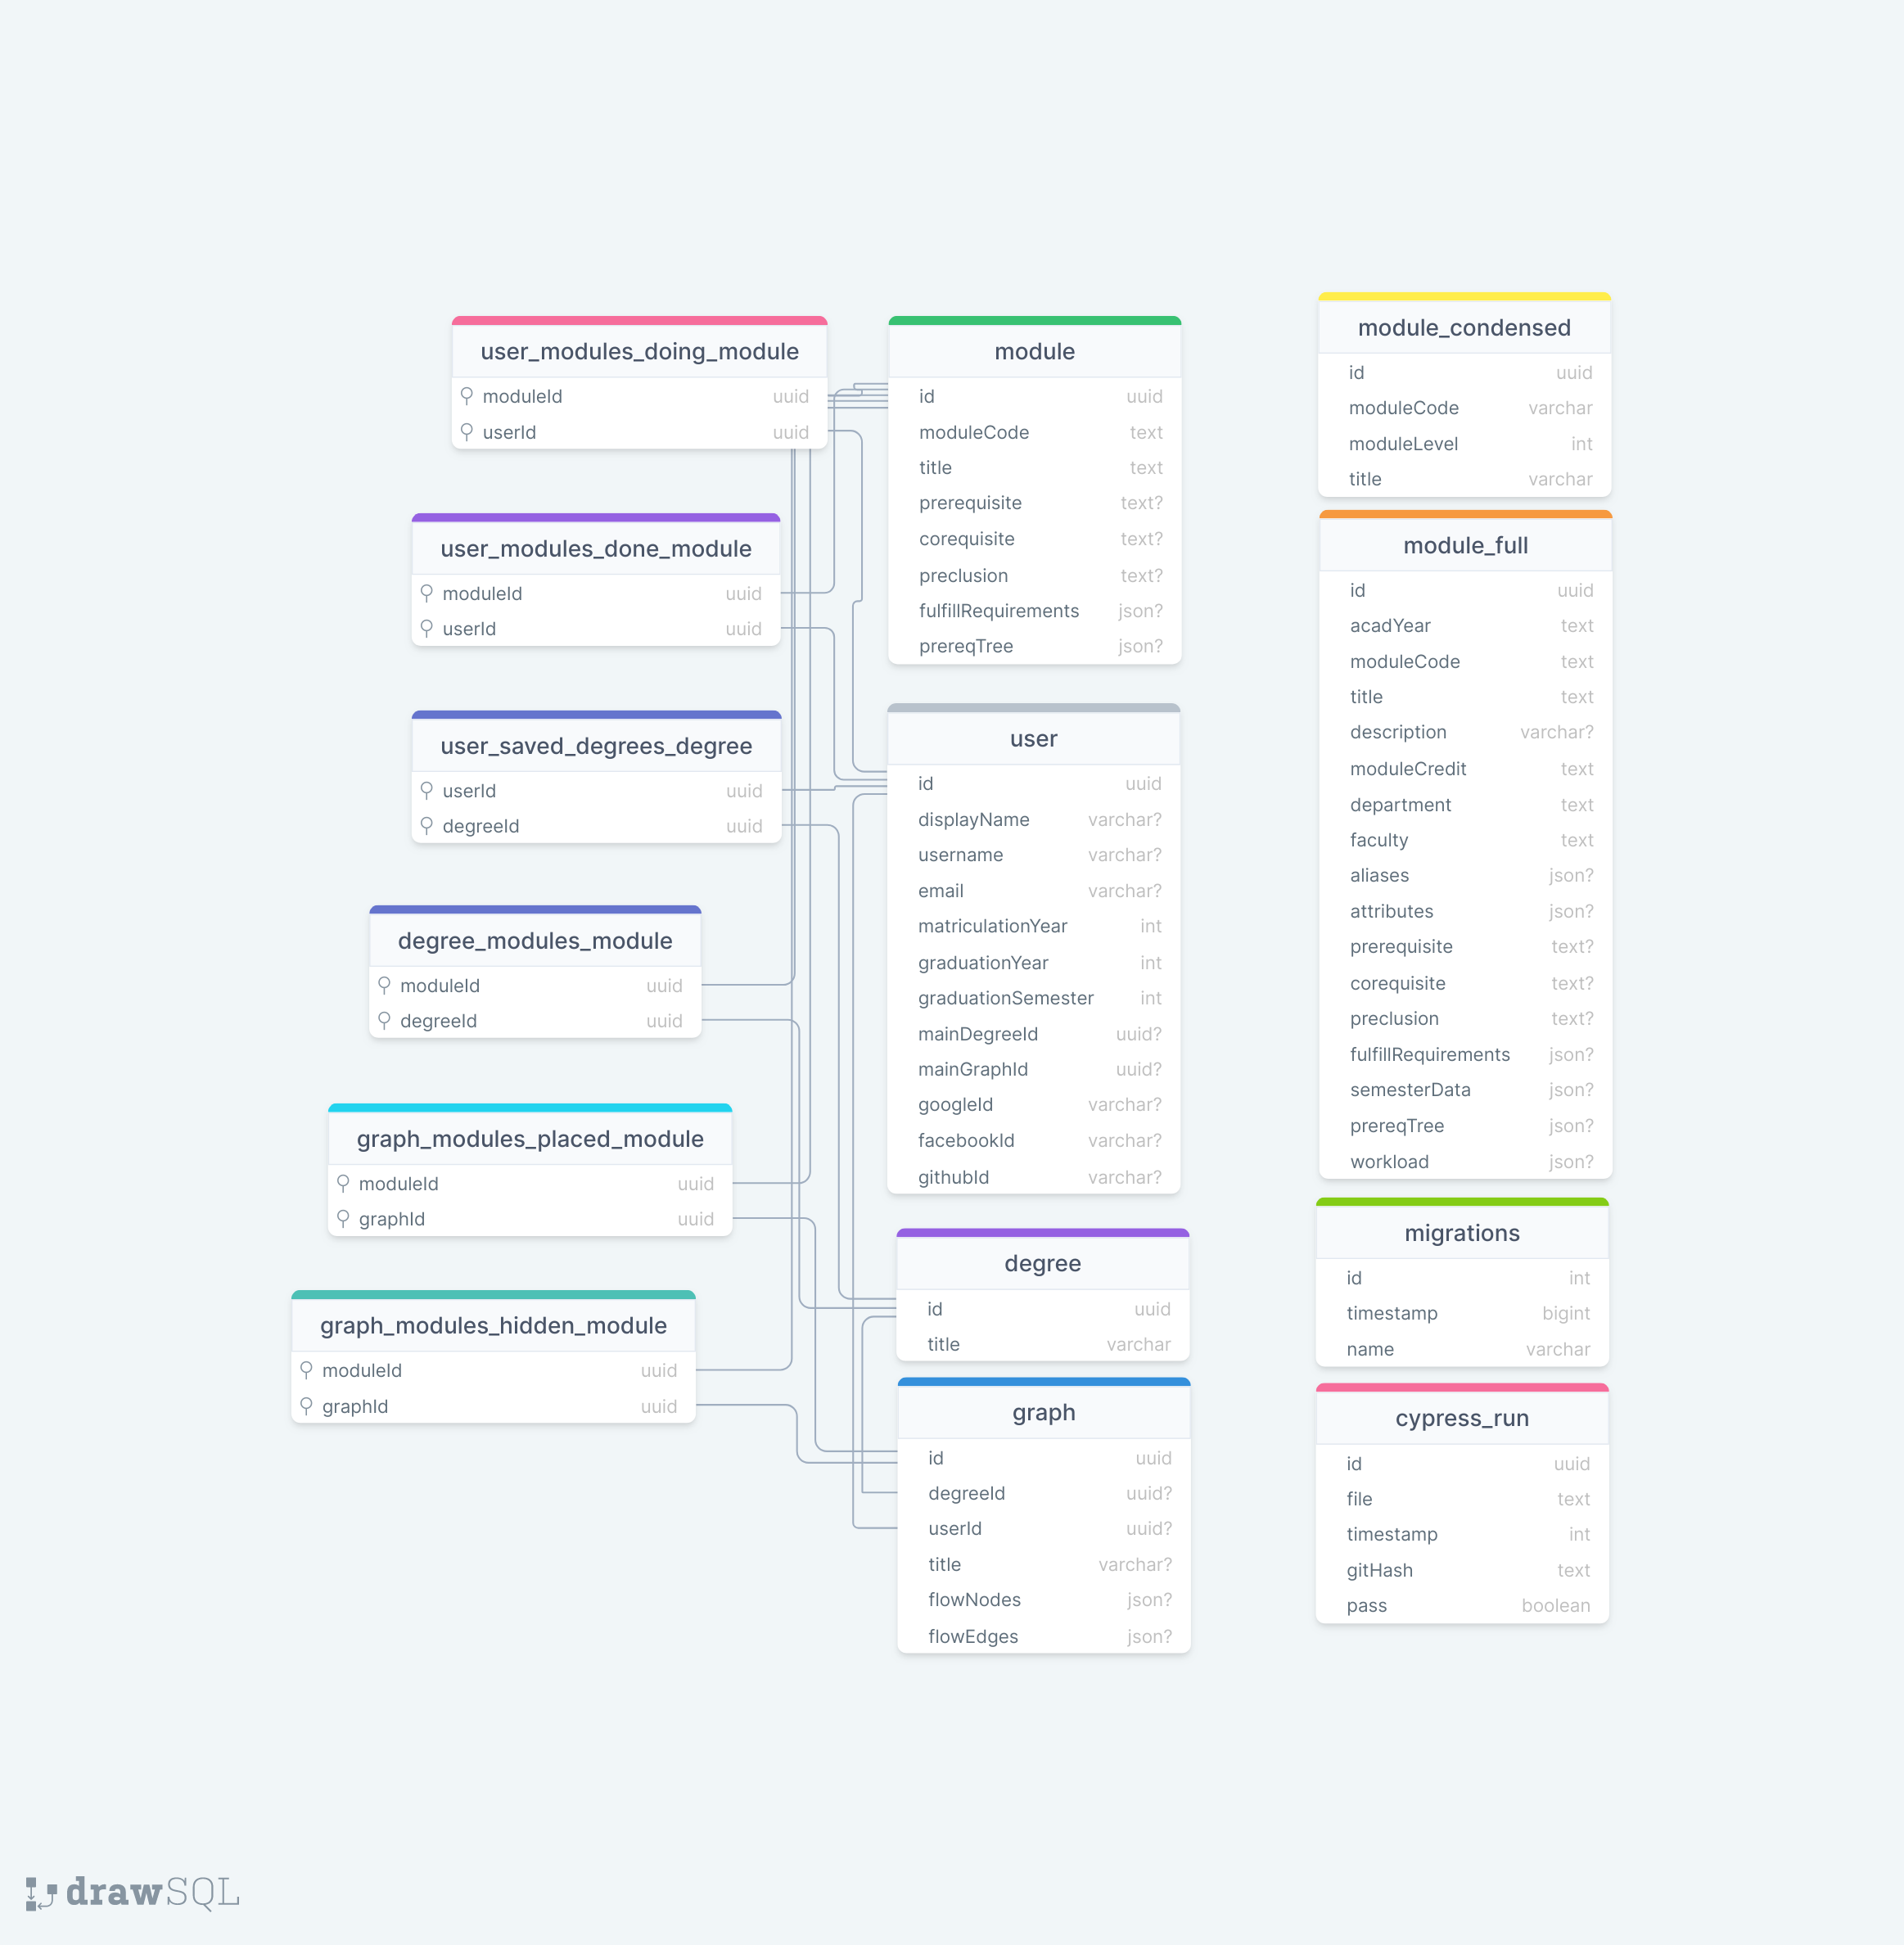 user_modules_doing_module
moduleId uuid
userId uuid
user_modules_done_module
moduleId uuid
userId uuid
user_saved_degrees_degree
userId uuid
degreeId uuid
degree_modules_module
moduleId uuid
degreeId uuid
graph_modules_placed_module
moduleId uuid
graphId uuid
graph_modules_hidden_module
moduleId uuid
graphId uuid
module
id uuid
moduleCode text
title text
prerequisite text?
corequisite text?
preclusion text?
fulfillRequirements json?
prereqTree json?
user
id uuid
displayName varchar?
username varchar?
email varchar?
matriculationYear int
graduationYear int
graduationSemester int
mainDegreeId uuid?
mainGraphId uuid?
googleId varchar?
facebookId varchar?
githubId varchar?
degree
id uuid
title varchar
graph
id uuid
degreeId uuid?
userId uuid?
title varchar?
flowNodes json?
flowEdges json?
module_condensed
id uuid
moduleCode varchar
moduleLevel int
title varchar
module_full
id uuid
acadYear text
moduleCode text
title text
description varchar?
moduleCredit text
department text
faculty text
aliases json?
attributes json?
prerequisite text?
corequisite text?
preclusion text?
fulfillRequirements json?
semesterData json?
prereqTree json?
workload json?
migrations
id int
timestamp bigint
name varchar
cypress_run
id uuid
file text
timestamp int
gitHash text
pass boolean
drawSQL